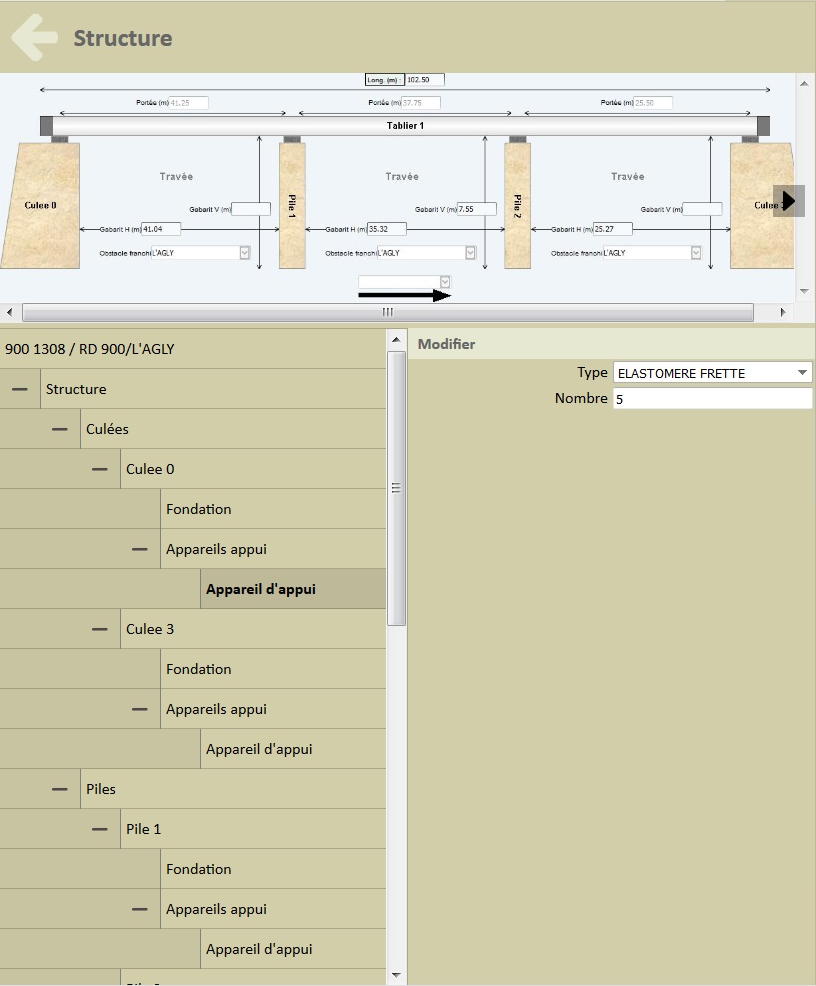 Structure
Long. (m) : 102.50
Portée (m) 41.25 Portée (m) 37.75 Portée (m) 25.50
Tablier 1
Travée Travée Travée
Culee 0 Pile 1 Pile 2 Culee
Gabarit V (m) Gabarit V (m) 7.55 Gabarit V (m)
Gabarit H (m) 41.04 Gabarit H (m) 35.32 Gabarit H (m) 25.27
Obstacle franchi L'AGLY Obstacle franchi L'AGLY Obstacle franchi L'AGLY
900 1308 / RD 900/L'AGLY
Structure
Culées
Culee 0
Fondation
Appareils appui
Appareil d'appui
Culee 3
Fondation
Appareils appui
Appareil d'appui
Piles
Pile 1
Fondation
Appareils appui
Appareil d'appui
Modifier
Type ELASTOMERE FRETTE
Nombre 5